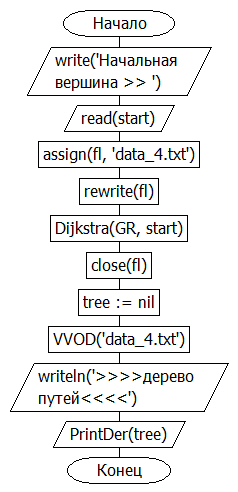 Начало
write('Начальная
вершина >> ')
read(start)
assign(fl, 'data_4.txt')
rewrite(fl)
Dijkstra(GR, start)
close(fl)
tree := nil
VVOD('data_4.txt')
writeln('>>>>дерево
путей<<<<')
PrintDer(tree)
Конец